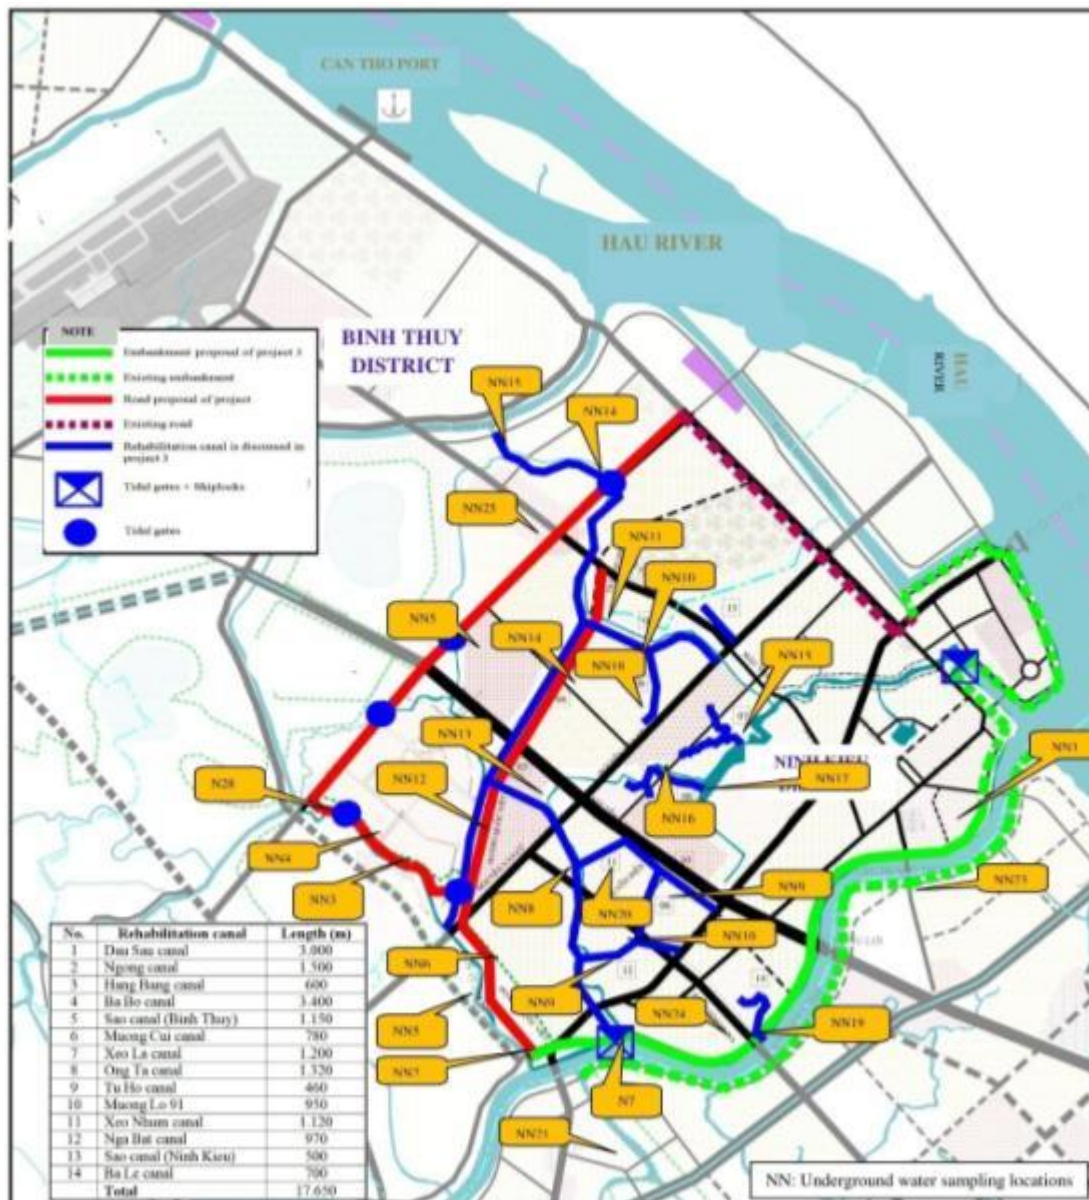 CAN THO PORT
HAU RIVER
HAU
RIVER
NOTE
Embankment proposal of project 3
Existing embankment
Road proposal of project
Existing road
Rehabilitation canal is discussed in
project 3
Tidal gates + Shiplocks
Tidal gates
BINH THUY
DISTRICT
NN15
NN14
NN25
NN11
NN10
NN5
NN14
NN18
NN15
NN13
NINH KIEU
NN1
NN12
NN17
N28
NN16
NN4
NN3
NN8
NN20
NN9
NN23
NN10
NN6
NN9
NN24
NN19
NN5
NN7
N7
NN21
No. Rehabilitation canal Length (m)
1 Dau Sau canal 3.000
2 Ngong canal 1.500
3 Hang Bang canal 600
4 Ba Bo canal 3.400
5 Sao canal (Binh Thuy) 1.150
6 Muong Cui canal 780
7 Xeo La canal 1.200
8 Ong Ta canal 1.320
9 Tu Ho canal 460
10 Muong Lo 91 950
11 Xeo Nhum canal 1.120
12 Nga Bat canal 970
13 Sao canal (Ninh Kieu) 500
14 Ba Le canal 700
Total 17.650
NN: Underground water sampling locations